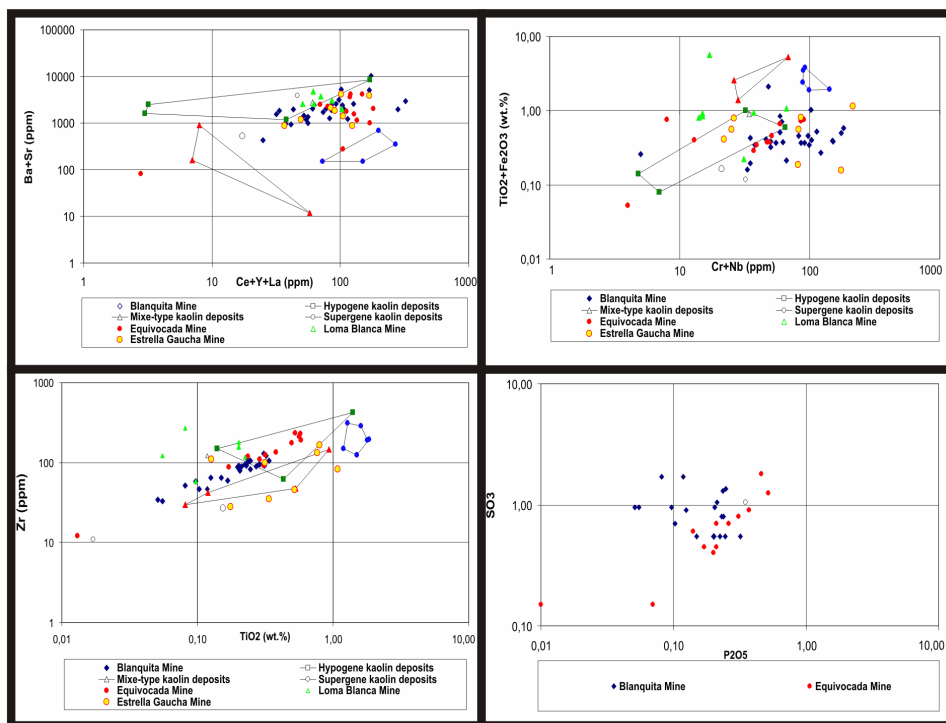 100000
10000
1000
100
10
1
Ba+Sr (ppm)
1 10 100 1000
Ce+Y+La (ppm)
Blanquita Mine Hypogene kaolin deposits
Mixe-type kaolin deposits Supergene kaolin deposits
Equivocada Mine Loma Blanca Mine
Estrella Gaucha Mine
10,00
1,00
0,10
0,01
TiO2+Fe2O3 (wt.%)
1 10 100 1000
Cr+Nb (ppm)
Blanquita Mine Hypogene kaolin deposits
Mixe-type kaolin deposits Supergene kaolin deposits
Equivocada Mine Loma Blanca Mine
Estrella Gaucha Mine
1000
100
10
1
Zr (ppm)
0,01 0,10 1,00 10,00
TiO2 (wt.%)
Blanquita Mine Hypogene kaolin deposits
Mixe-type kaolin deposits Supergene kaolin deposits
Equivocada Mine Loma Blanca Mine
Estrella Gaucha Mine
10,00
1,00
0,10
SO3
0,01 0,10 1,00 10,00
P2O5
Blanquita Mine Equivocada Mine